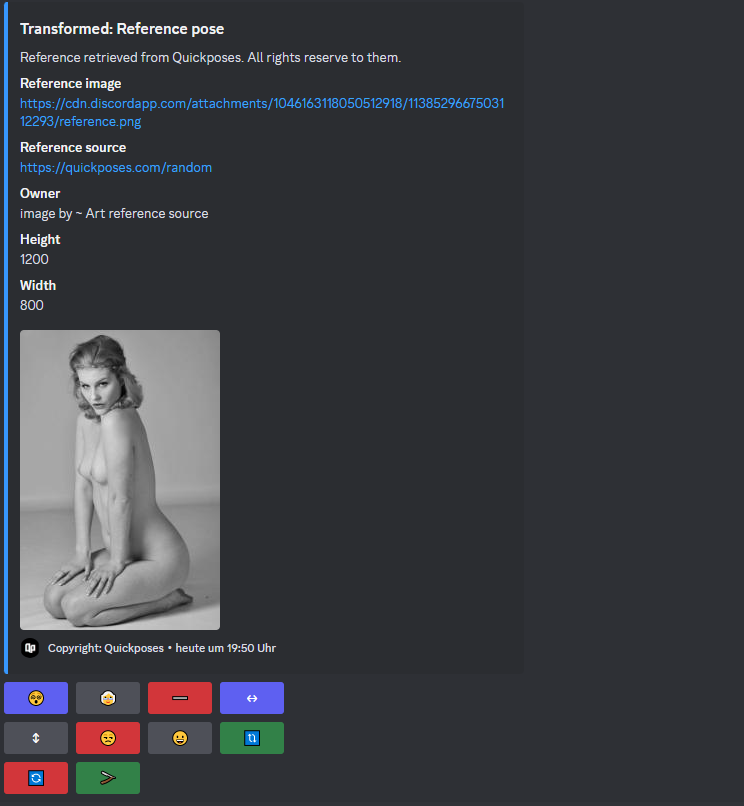 Transformed: Reference pose
Reference retrieved from Quickposes. All rights reserve to them.
Reference image
https://cdn.discordapp.com/attachments/1046163118050512918/11385296675031
12293/reference.png
Reference source
https://quickposes.com/random
Owner
image by ~ Art reference source
Height
1200
Width
800
Copyright: Quickposes • heute um 19:50 Uhr